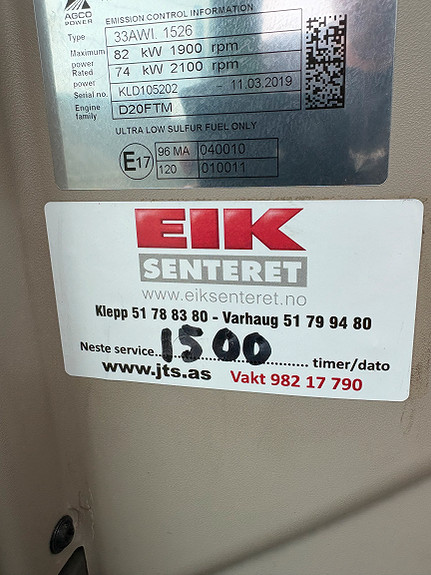 AGCO
POWER
EMISSION CONTROL INFORMATION
Type 33AWI. 1526
Maximum power 82 kW 1900 rpm
Rated power 74 kW 2100 rpm
Serial no. KLD105202 - 11.03.2019
Engine family D20FTM
ULTRA LOW SULFUR FUEL ONLY
E17 96 MA 040010
120 010011
EIK
SENTERET
www.eiksenteret.no
Klepp 51 78 83 80 - Varhaug 51 79 94 80
Neste service....1500.... timer/dato
www.jts.as Vakt 982 17 790